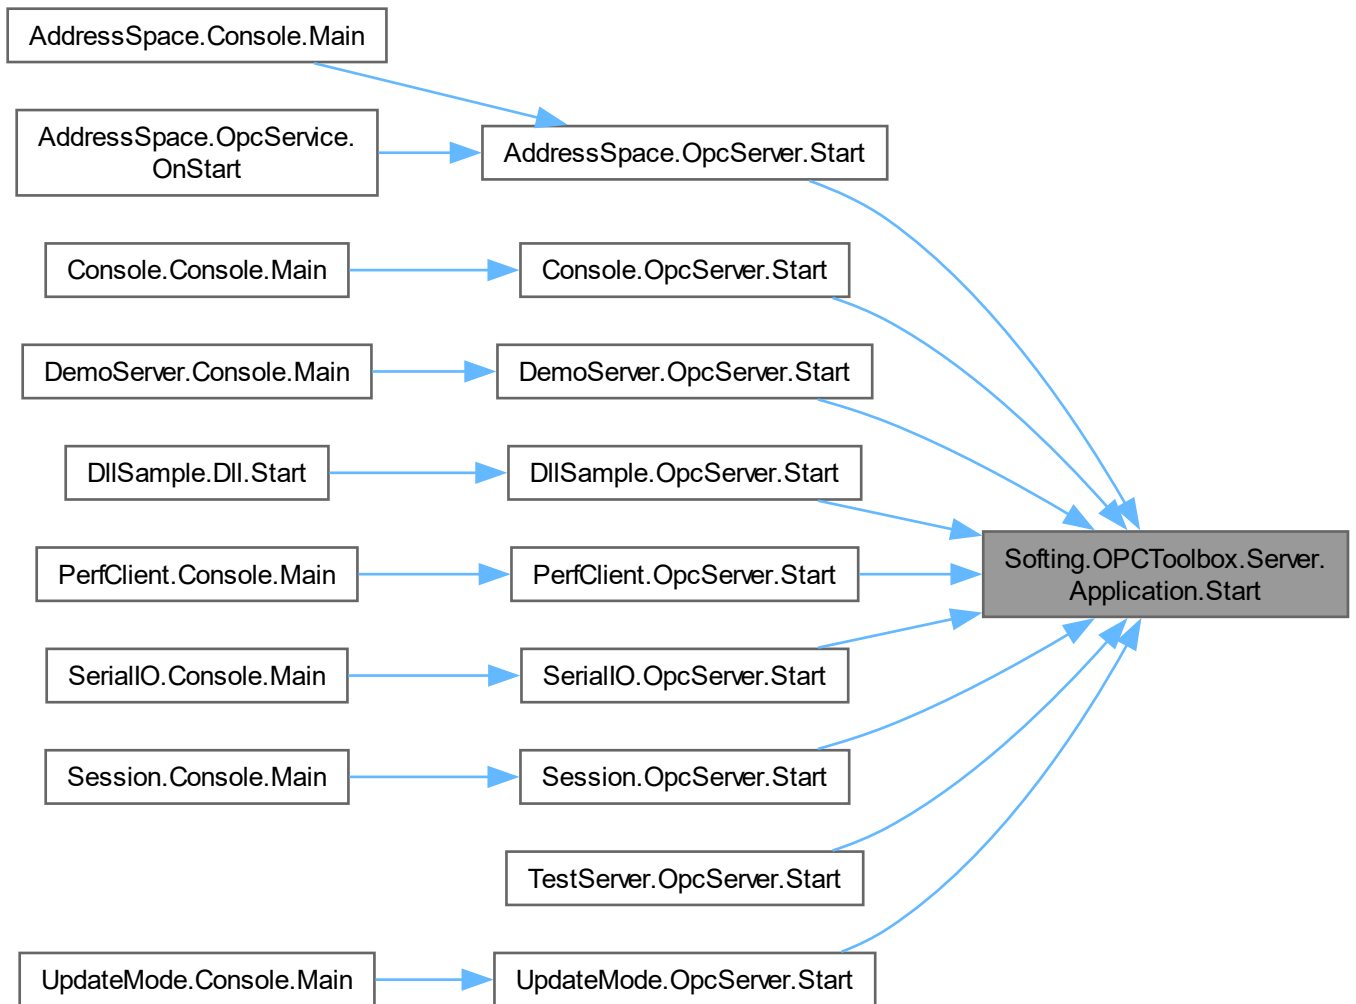 AddressSpace.Console.Main
AddressSpace.OpcService.
OnStart
AddressSpace.OpcServer.Start
Console.Console.Main
Console.OpcServer.Start
DemoServer.Console.Main
DemoServer.OpcServer.Start
DllSample.Dll.Start
DllSample.OpcServer.Start
Softing.OPCToolbox.Server.
Application.Start
PerfClient.Console.Main
PerfClient.OpcServer.Start
SerialIO.Console.Main
SerialIO.OpcServer.Start
Session.Console.Main
Session.OpcServer.Start
TestServer.OpcServer.Start
UpdateMode.Console.Main
UpdateMode.OpcServer.Start